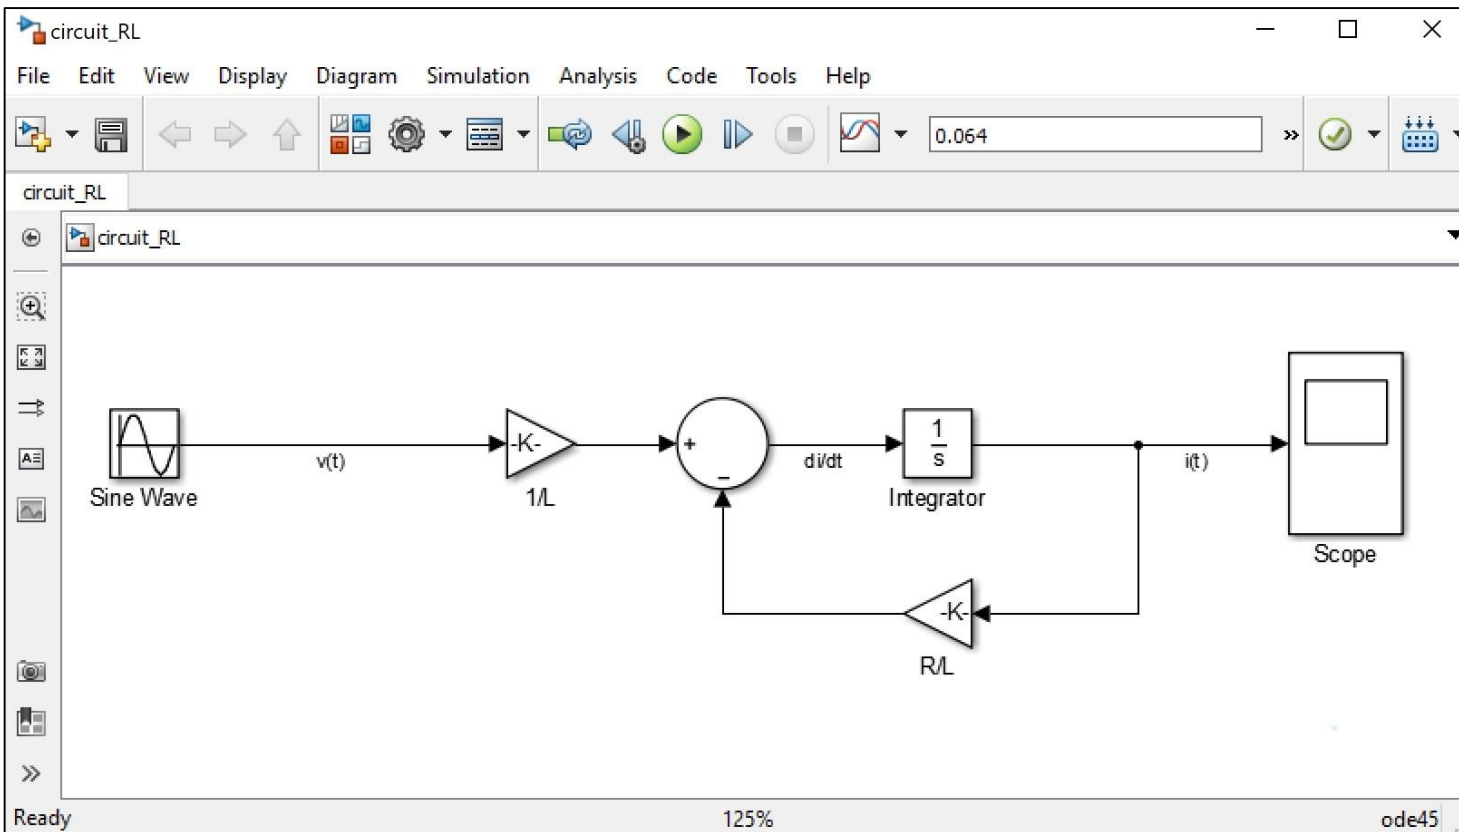 circuit_RL
File Edit View Display Diagram Simulation Analysis Code Tools Help
0.064 »
circuit_RL
circuit_RL
Sine Wave
v(t)
-K-
1/L
+
−
di/dt
1
s
Integrator
i(t)
Scope
-K-
R/L
Ready 125% ode45